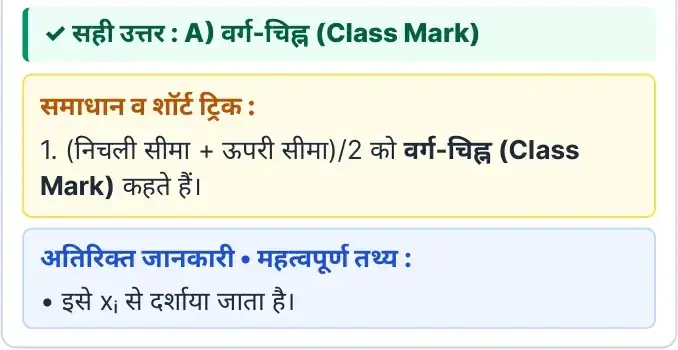 ✓ सही उत्तर : A) वर्ग-चिह्न (Class Mark)
समाधान व शॉर्ट ट्रिक :
1. (निचली सीमा + ऊपरी सीमा)/2 को वर्ग-चिह्न (Class
Mark) कहते हैं।
अतिरिक्त जानकारी • महत्वपूर्ण तथ्य :
• इसे xᵢ से दर्शाया जाता है।